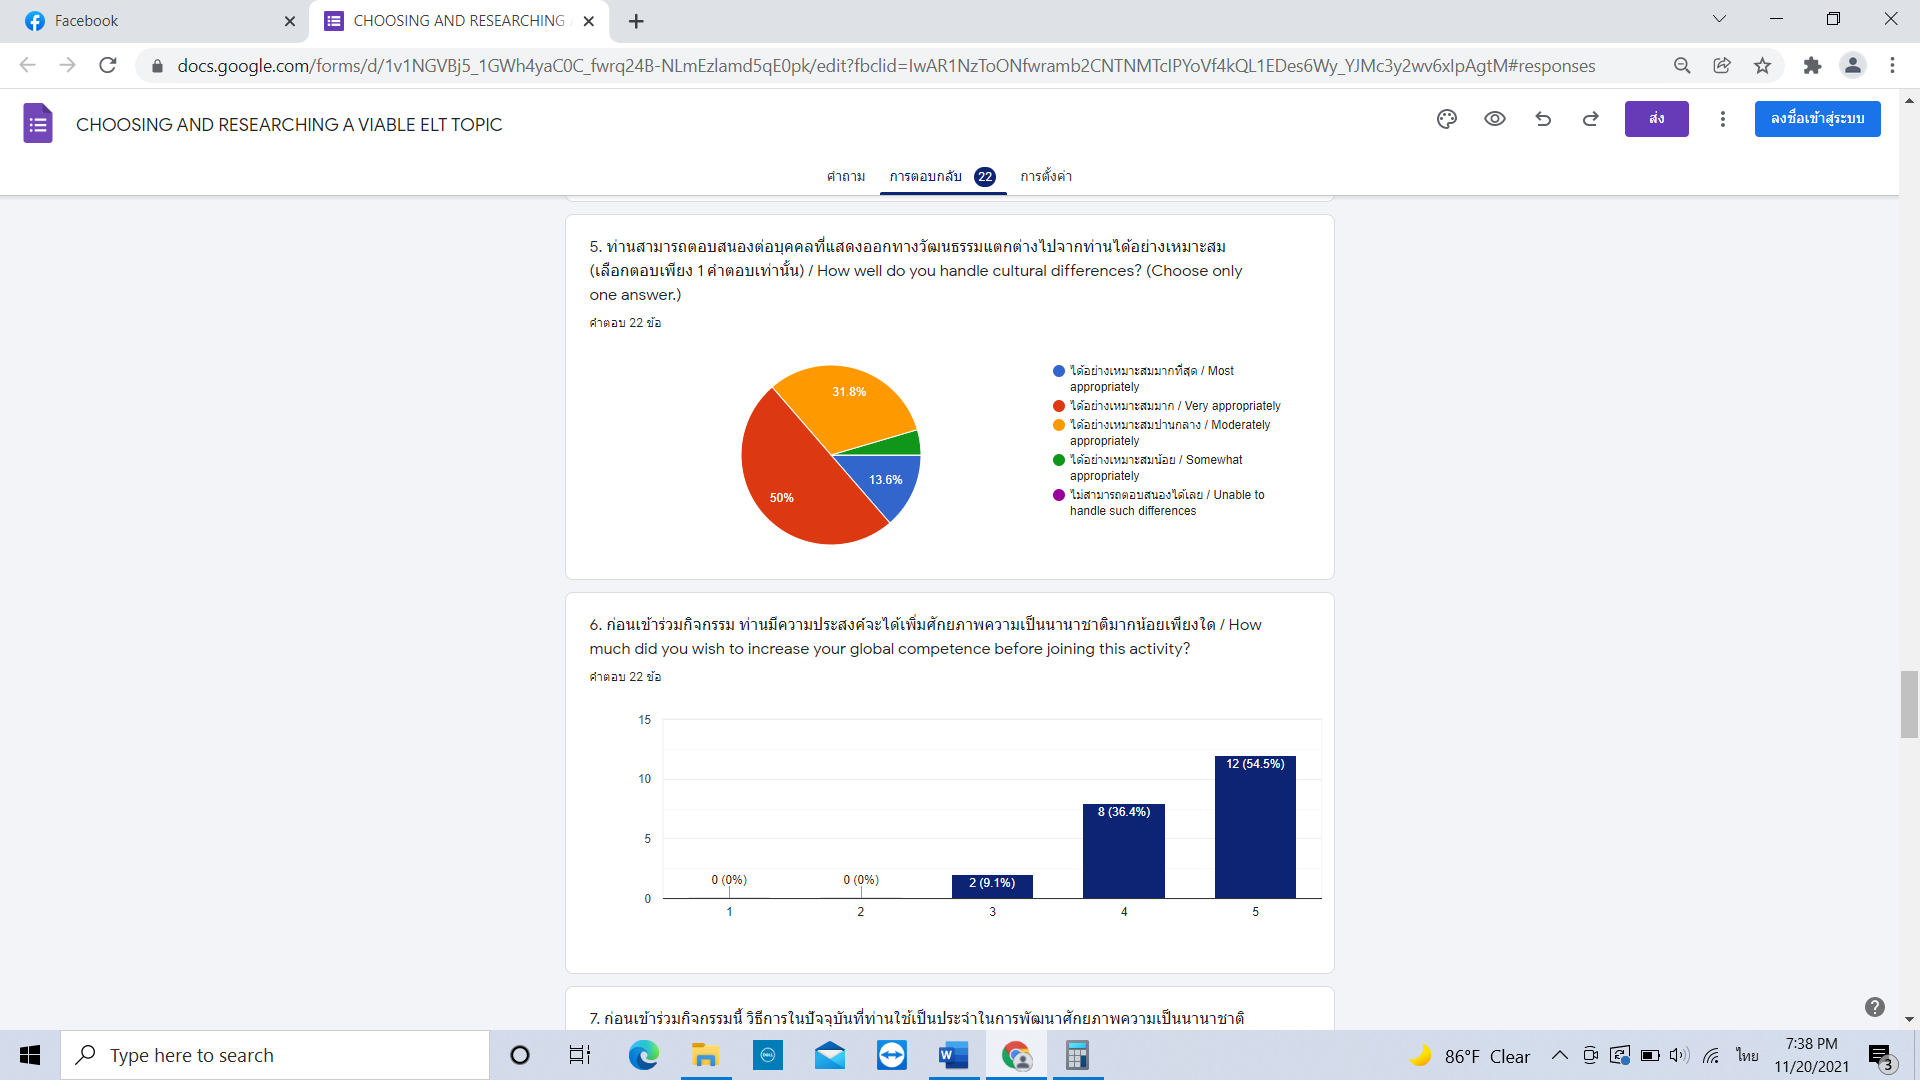 Facebook
CHOOSING AND RESEARCHING A
docs.google.com/forms/d/1v1NGVBj5_1GWh4yaC0C_fwrq24B-NLmEzlamd5qE0pk/edit?fbclid=IwAR1NzToONfwramb2CNTNMTcIPYoVf4kQL1EDes6Wy_YJMc3y2wv6xIpAgtM#responses
CHOOSING AND RESEARCHING A VIABLE ELT TOPIC
ส่ง
ลงชื่อเข้าสู่ระบบ
คำถาม การตอบกลับ 22 การตั้งค่า
5. ท่านสามารถตอบสนองต่อบุคคลที่แสดงออกทางวัฒนธรรมแตกต่างไปจากท่านได้อย่างเหมาะสม
(เลือกตอบเพียง 1 คำตอบเท่านั้น) / How well do you handle cultural differences? (Choose only
one answer.)
คำตอบ 22 ข้อ
31.8%
50%
13.6%
ได้อย่างเหมาะสมมากที่สุด / Most
appropriately
ได้อย่างเหมาะสมมาก / Very appropriately
ได้อย่างเหมาะสมปานกลาง / Moderately
appropriately
ได้อย่างเหมาะสมน้อย / Somewhat
appropriately
ไม่สามารถตอบสนองได้เลย / Unable to
handle such differences
6. ก่อนเข้าร่วมกิจกรรม ท่านมีความประสงค์จะได้เพิ่มศักยภาพความเป็นนานาชาติมากน้อยเพียงใด / How
much did you wish to increase your global competence before joining this activity?
คำตอบ 22 ข้อ
15
10
5
0
0 (0%)
0 (0%)
2 (9.1%)
8 (36.4%)
12 (54.5%)
1 2 3 4 5
7. ก่อนเข้าร่วมกิจกรรมนี้ วิธีการในปัจจุบันที่ท่านใช้เป็นประจำในการพัฒนาศักยภาพความเป็นนานาชาติ
Type here to search
DELL
W
86°F Clear
ไทย
7:38 PM
11/20/2021
3